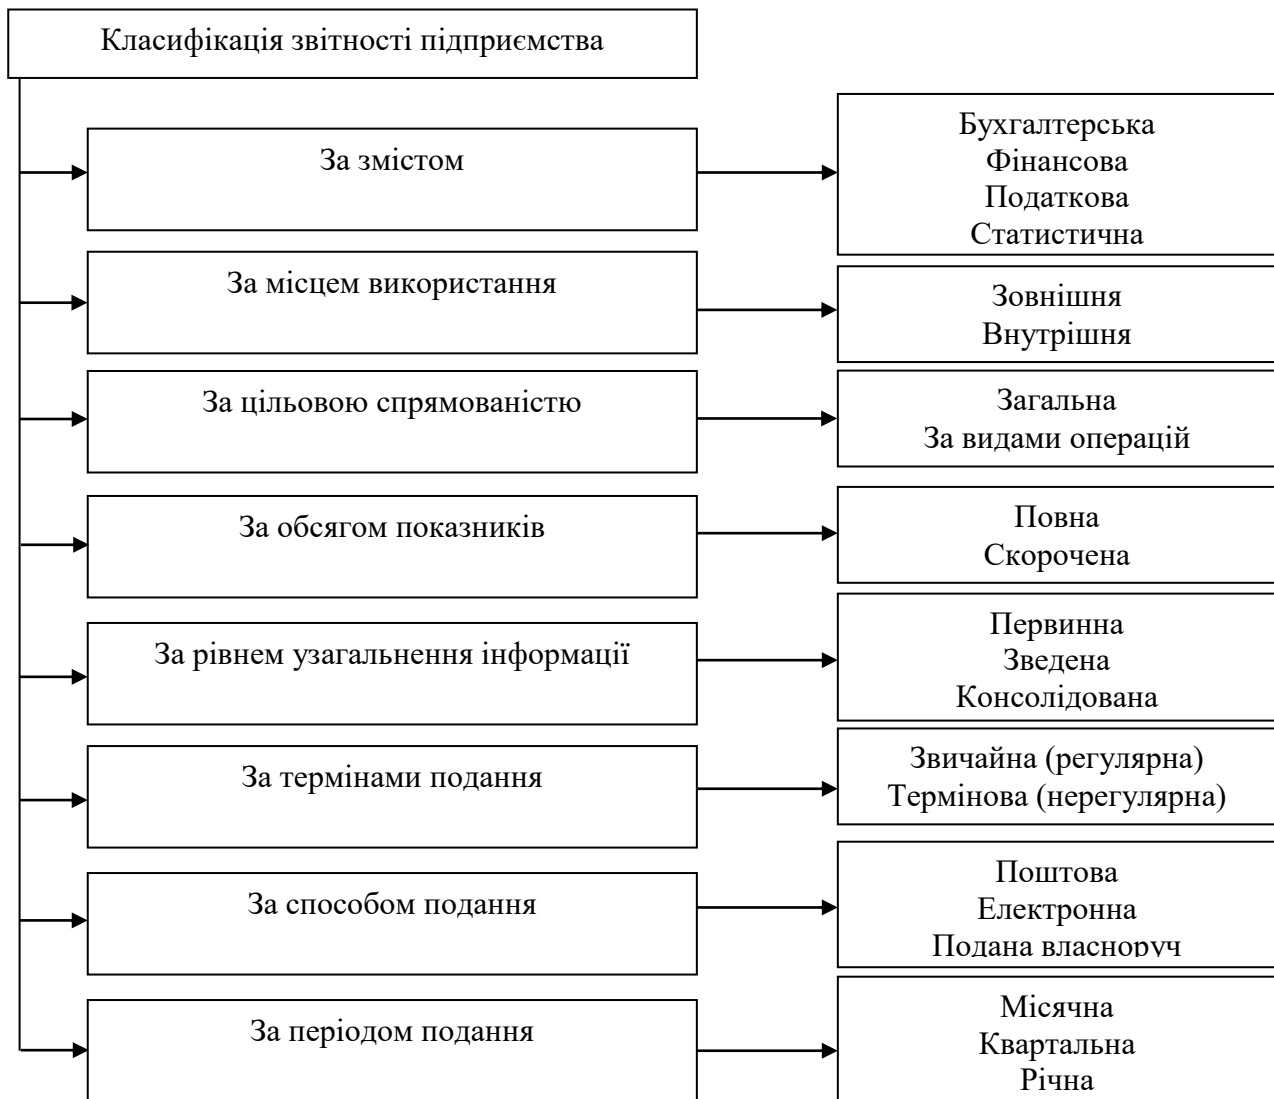 Класифікація звітності підприємства
За змістом
Бухгалтерська
Фінансова
Податкова
Статистична
За місцем використання
Зовнішня
Внутрішня
За цільовою спрямованістю
Загальна
За видами операцій
За обсягом показників
Повна
Скорочена
За рівнем узагальнення інформації
Первинна
Зведена
Консолідована
За термінами подання
Звичайна (регулярна)
Термінова (нерегулярна)
За способом подання
Поштова
Електронна
Подана власноруч
За періодом подання
Місячна
Квартальна
Річна